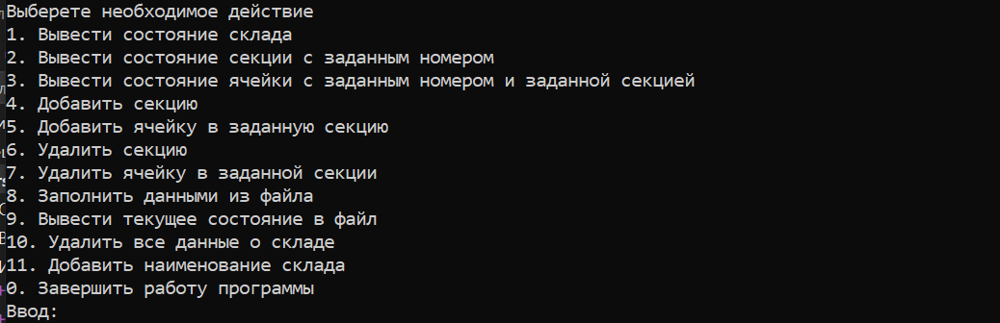 Выберете необходимое действие
1. Вывести состояние склада
2. Вывести состояние секции с заданным номером
3. Вывести состояние ячейки с заданным номером и заданной секцией
4. Добавить секцию
5. Добавить ячейку в заданную секцию
6. Удалить секцию
7. Удалить ячейку в заданной секции
8. Заполнить данными из файла
9. Вывести текущее состояние в файл
10. Удалить все данные о складе
11. Добавить наименование склада
0. Завершить работу программы
Ввод: